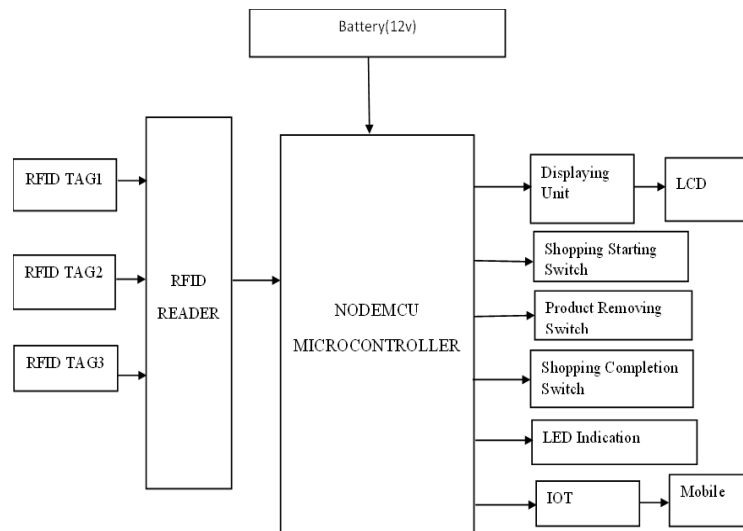 Battery(12v)
RFID TAG1
RFID TAG2
RFID TAG3
RFID
READER
NODEMCU
MICROCONTROLLER
Displaying
Unit
LCD
Shopping Starting
Switch
Product Removing
Switch
Shopping Completion
Switch
LED Indication
IOT
Mobile